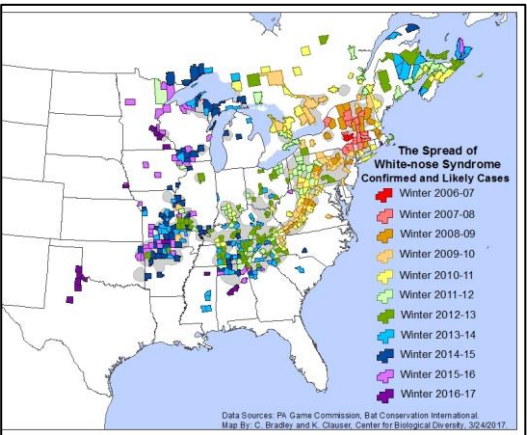 The Spread of
White-nose Syndrome
Confirmed and Likely Cases
Winter 2006-07
Winter 2007-08
Winter 2008-09
Winter 2009-10
Winter 2010-11
Winter 2011-12
Winter 2012-13
Winter 2013-14
Winter 2014-15
Winter 2015-16
Winter 2016-17
Data Sources: PA Game Commission, Bat Conservation International.
Map By: C. Bradley and K. Clauser, Center for Biological Diversity, 3/24/2017.